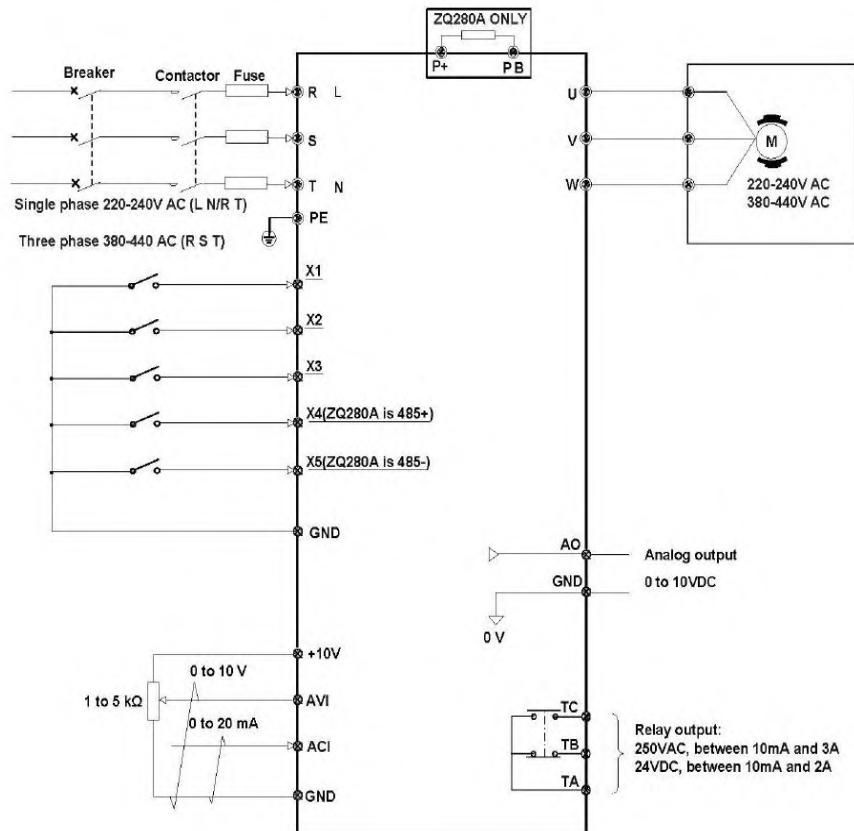 ZQ280A ONLY
P+ PB
Breaker Contactor Fuse
R L
S
T N
Single phase 220-240V AC (L N/R T)
PE
Three phase 380-440 AC (R S T)
U
V
W
M
220-240V AC
380-440V AC
X1
X2
X3
X4(ZQ280A is 485+)
X5(ZQ280A is 485-)
GND
AO Analog output
GND 0 to 10VDC
0 V
+10V
0 to 10 V
1 to 5 kΩ
AVI
0 to 20 mA
ACI
GND
TC
TB
TA
Relay output:
250VAC, between 10mA and 3A
24VDC, between 10mA and 2A